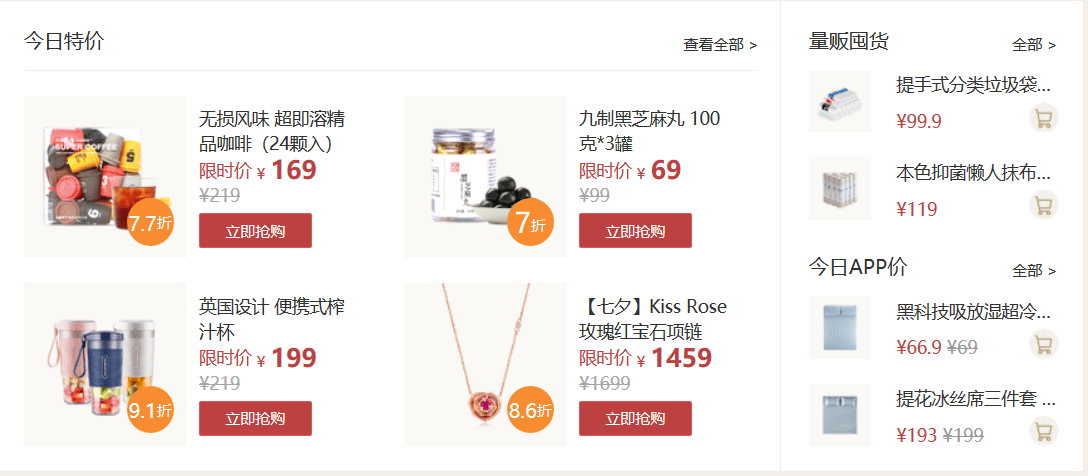 今日特价
查看全部 >
SUPER COFFEE
7.7折
无损风味 超即溶精
品咖啡（24颗入）
限时价 ¥ 169
¥219
立即抢购
7折
九制黑芝麻丸 100
克*3罐
限时价 ¥ 69
¥99
立即抢购
9.1折
英国设计 便携式榨
汁杯
限时价 ¥ 199
¥219
立即抢购
8.6折
【七夕】Kiss Rose
玫瑰红宝石项链
限时价 ¥ 1459
¥1699
立即抢购
量贩囤货
全部 >
提手式分类垃圾袋...
¥99.9
本色抑菌懒人抹布...
¥119
今日APP价
全部 >
黑科技吸放湿超冷...
¥66.9 ¥69
提花冰丝席三件套 ...
¥193 ¥199